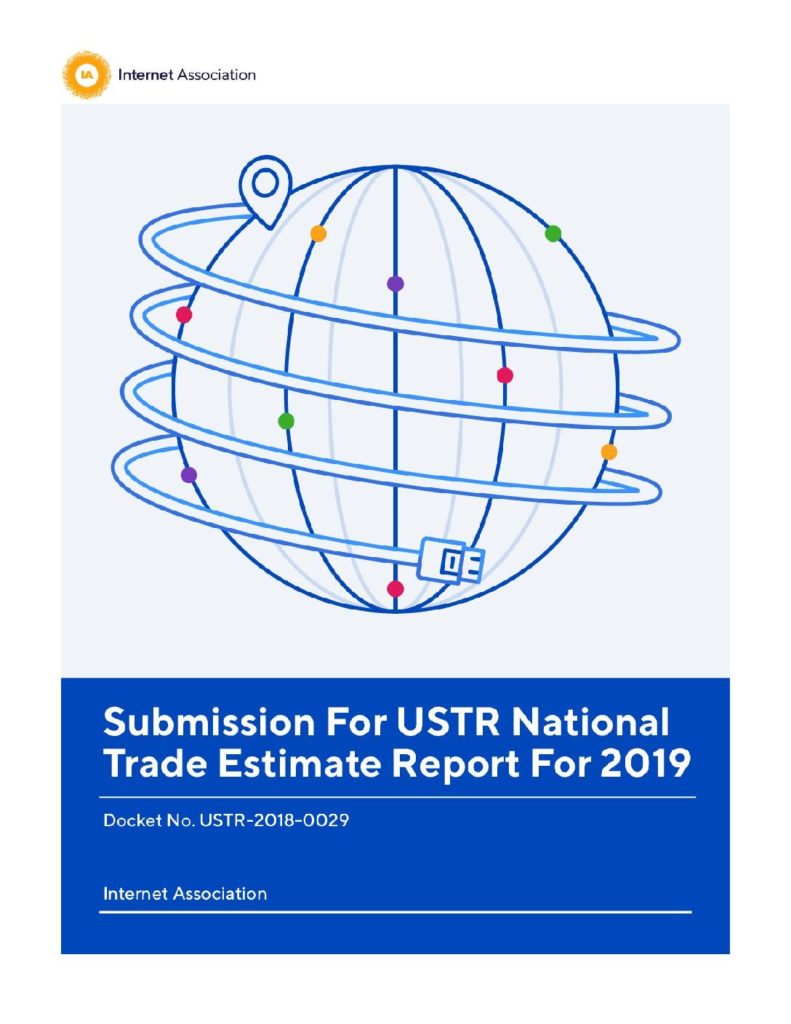 IA
Internet Association
Submission For USTR National
Trade Estimate Report For 2019
Docket No. USTR-2018-0029
Internet Association